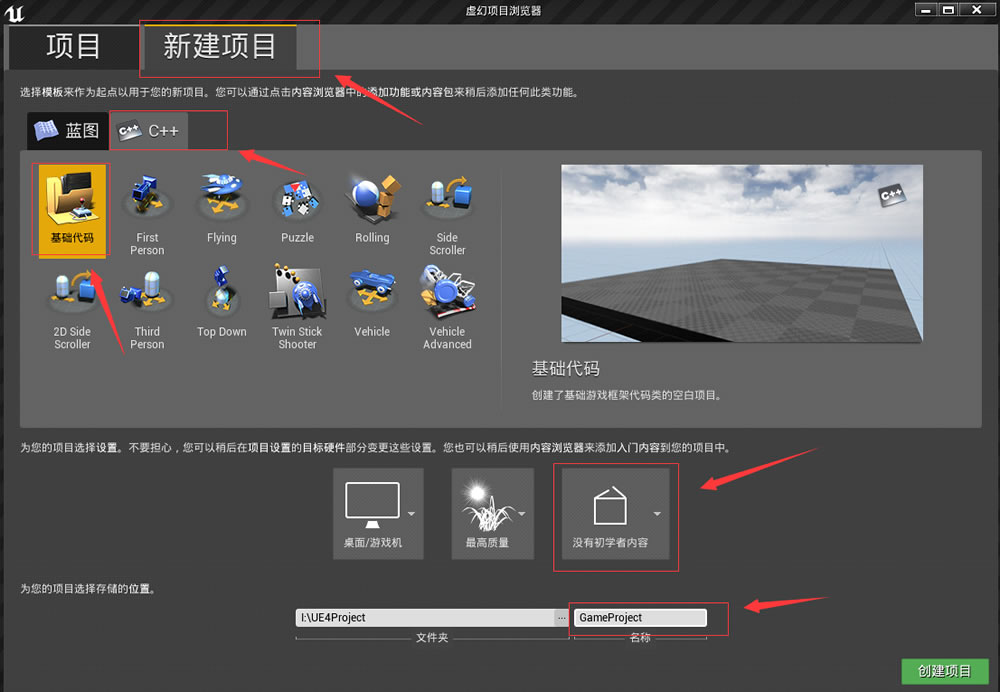 虚幻项目浏览器
项目
新建项目
选择模板来作为起点以用于您的新项目。您可以通过点击内容浏览器中的添加功能或内容包来稍后添加任何此类功能。
蓝图
C++
C++
C++
基础代码
First
Person
Flying
Puzzle
Rolling
Side
Scroller
2D Side
Scroller
Third
Person
Top Down
Twin Stick
Shooter
Vehicle
Vehicle
Advanced
基础代码
创建了基础游戏框架代码类的空白项目。
为您的项目选择设置。不要担心，您可以稍后在项目设置的目标硬件部分变更这些设置。您也可以稍后使用内容浏览器来添加入门内容到您的项目中。
桌面/游戏机
最高质量
没有初学者内容
为您的项目选择存储的位置。
I:\UE4Project
...
GameProject
文件夹
名称
创建项目